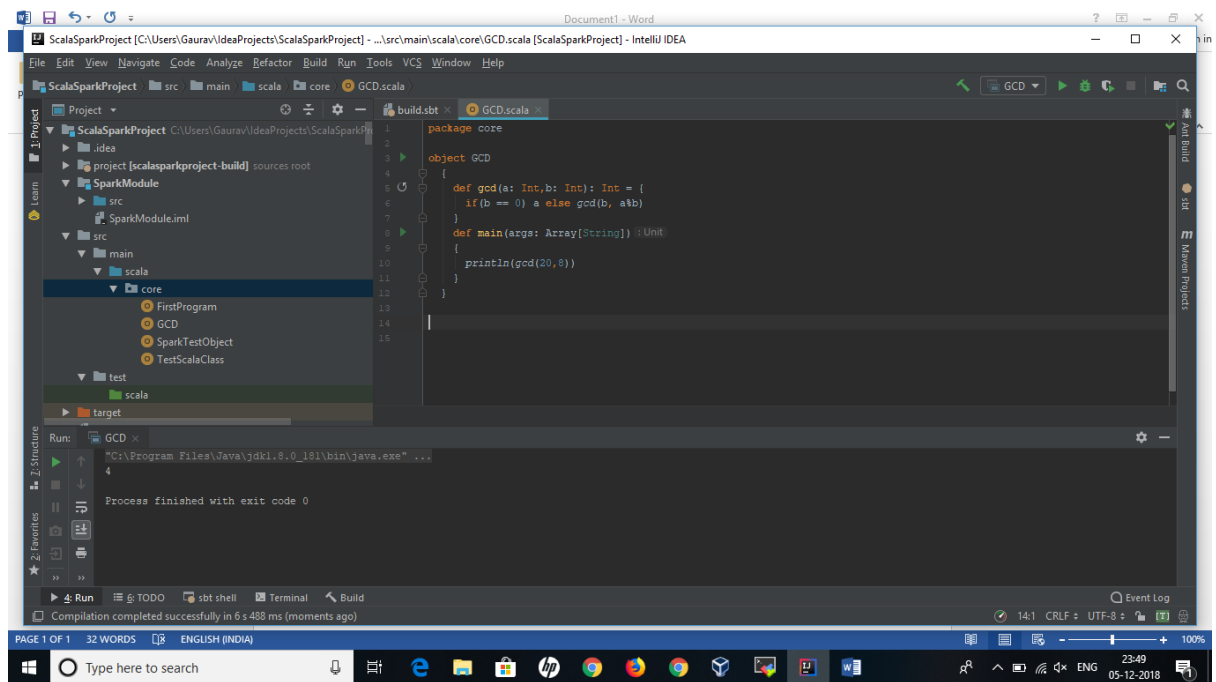 Document1 - Word
n in
ScalaSparkProject [C:\Users\Gaurav\IdeaProjects\ScalaSparkProject] - ...\src\main\scala\core\GCD.scala [ScalaSparkProject] - IntelliJ IDEA
File Edit View Navigate Code Analyze Refactor Build Run Tools VCS Window Help
ScalaSparkProject src main scala core GCD.scala
GCD
Project
build.sbt GCD.scala
1: Project
Learn
Z: Structure
2: Favorites
ScalaSparkProject C:\Users\Gaurav\IdeaProjects\ScalaSparkPr
.idea
project [scalasparkproject-build] sources root
SparkModule
src
SparkModule.iml
src
main
scala
core
FirstProgram
GCD
SparkTestObject
TestScalaClass
test
scala
target
1 package core
2
3 object GCD
4 {
5 def gcd(a: Int,b: Int): Int = {
6 if(b == 0) a else gcd(b, a%b)
7 }
8 def main(args: Array[String]) : Unit
9 {
10 println(gcd(20,8))
11 }
12 }
13
14
15
Ant Build
sbt
m Maven Projects
Run: GCD
"C:\Program Files\Java\jdk1.8.0_181\bin\java.exe" ...
4
Process finished with exit code 0
4: Run 6: TODO sbt shell Terminal Build Event Log
Compilation completed successfully in 6 s 488 ms (moments ago) 14:1 CRLF UTF-8
PAGE 1 OF 1 32 WORDS ENGLISH (INDIA) 100%
Type here to search
ENG
23:49
05-12-2018